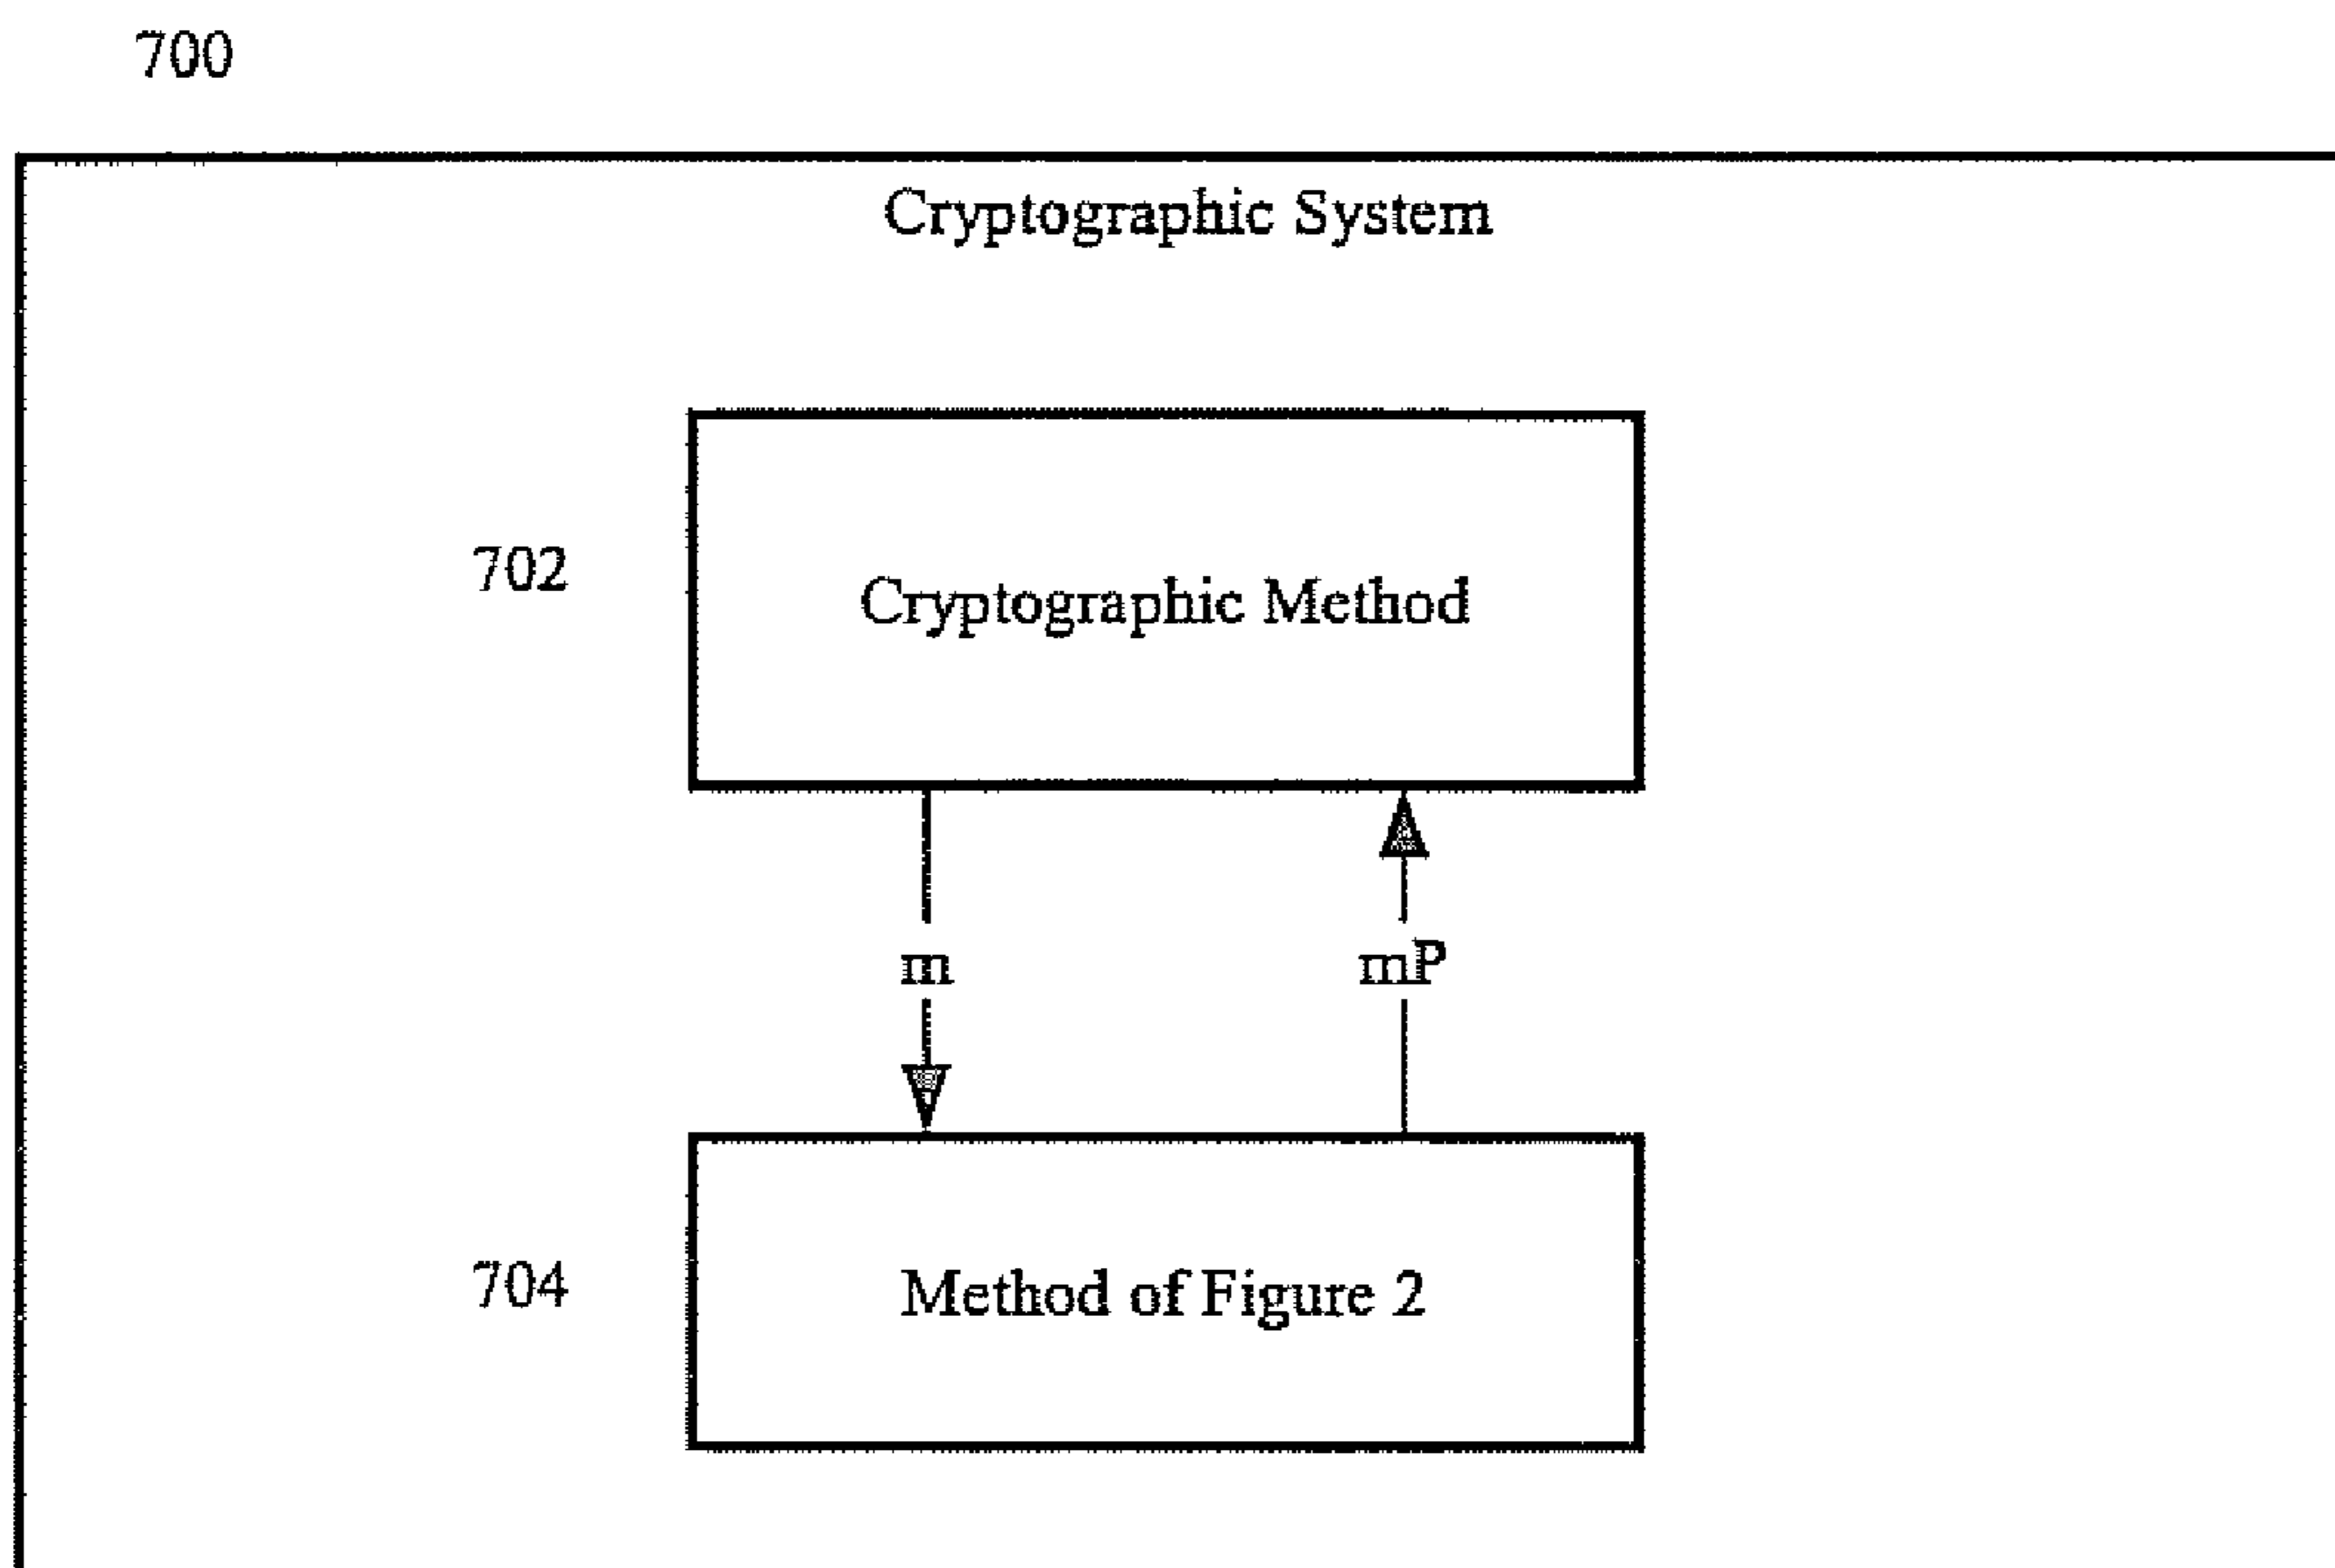 700
Cryptographic System
702
Cryptographic Method
m
mP
704
Method of Figure 2